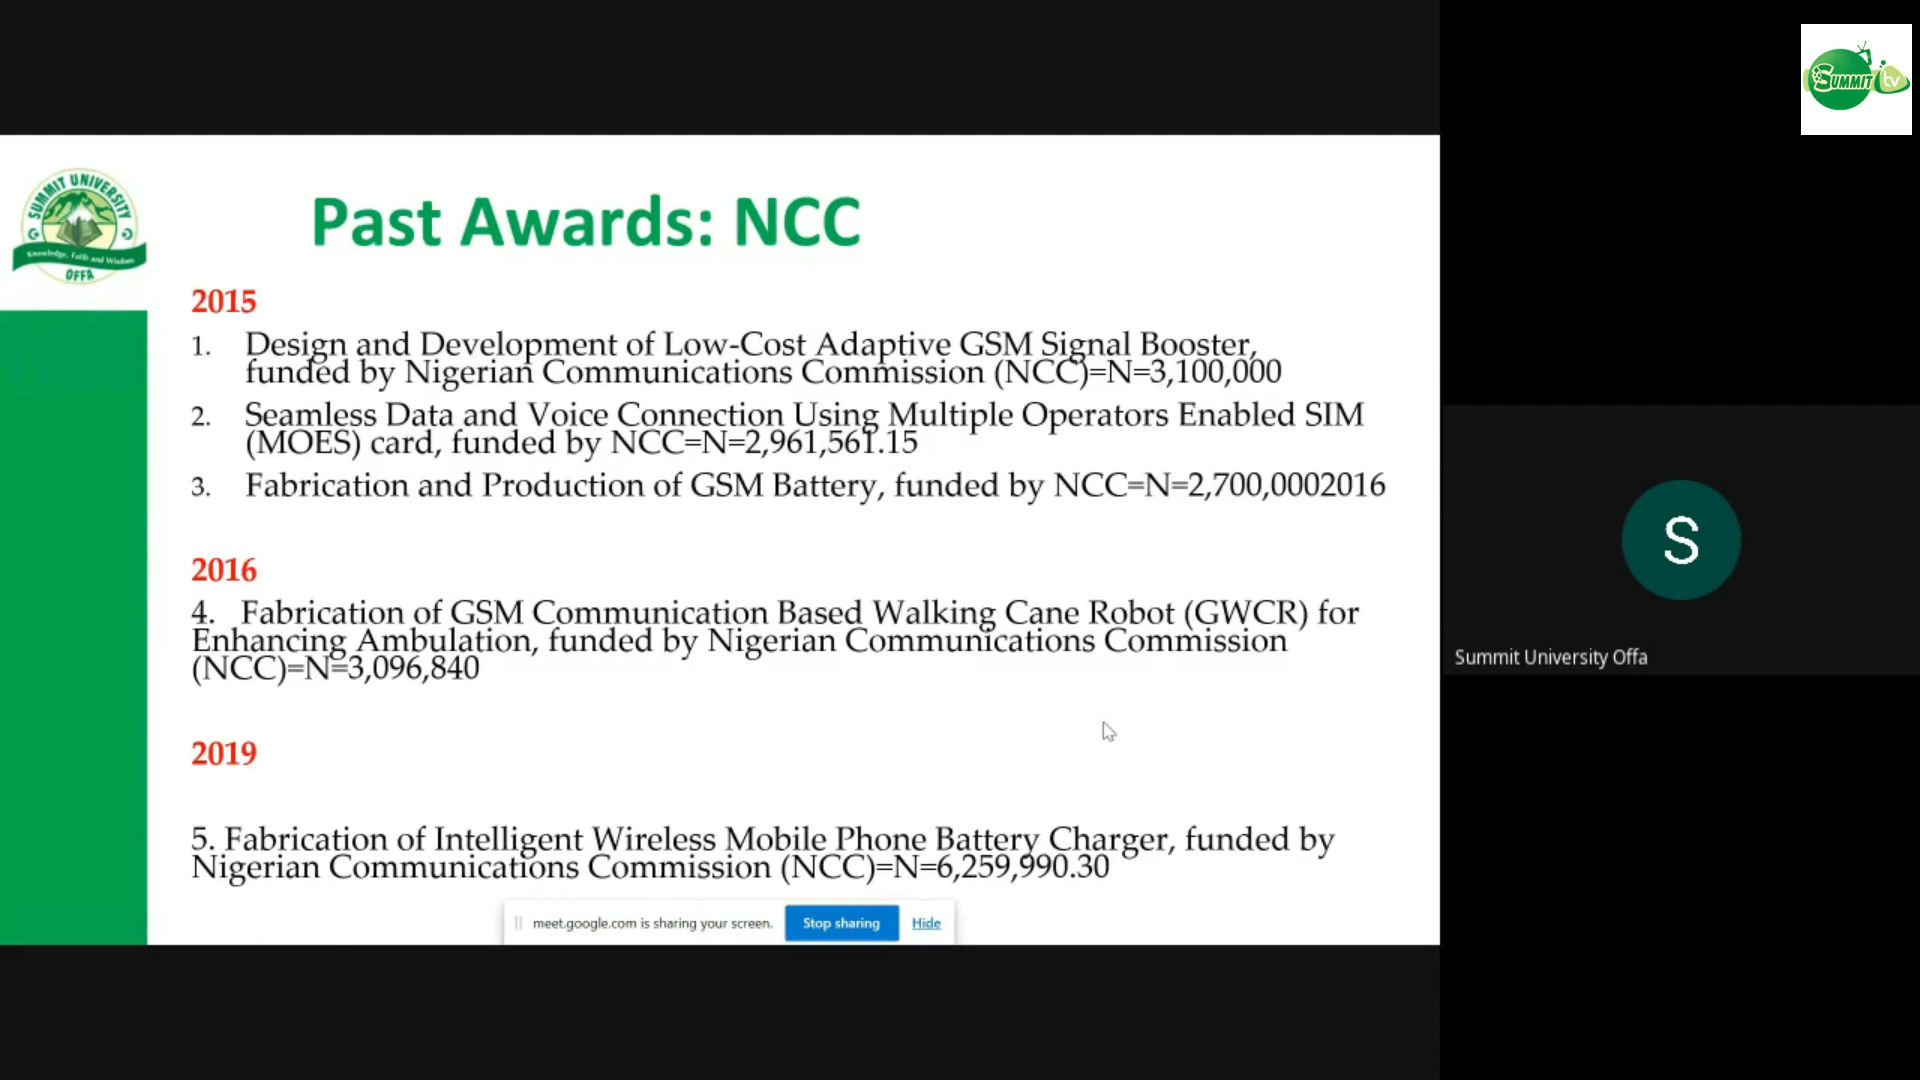 SUMMIT tv
SUMMIT UNIVERSITY
Knowledge, Faith and Wisdom
OFFA
Past Awards: NCC
2015
1. Design and Development of Low-Cost Adaptive GSM Signal Booster,
funded by Nigerian Communications Commission (NCC)=N=3,100,000
2. Seamless Data and Voice Connection Using Multiple Operators Enabled SIM
(MOES) card, funded by NCC=N=2,961,561.15
3. Fabrication and Production of GSM Battery, funded by NCC=N=2,700,0002016
2016
4. Fabrication of GSM Communication Based Walking Cane Robot (GWCR) for
Enhancing Ambulation, funded by Nigerian Communications Commission
(NCC)=N=3,096,840
2019
5. Fabrication of Intelligent Wireless Mobile Phone Battery Charger, funded by
Nigerian Communications Commission (NCC)=N=6,259,990.30
meet.google.com is sharing your screen. Stop sharing Hide
S
Summit University Offa